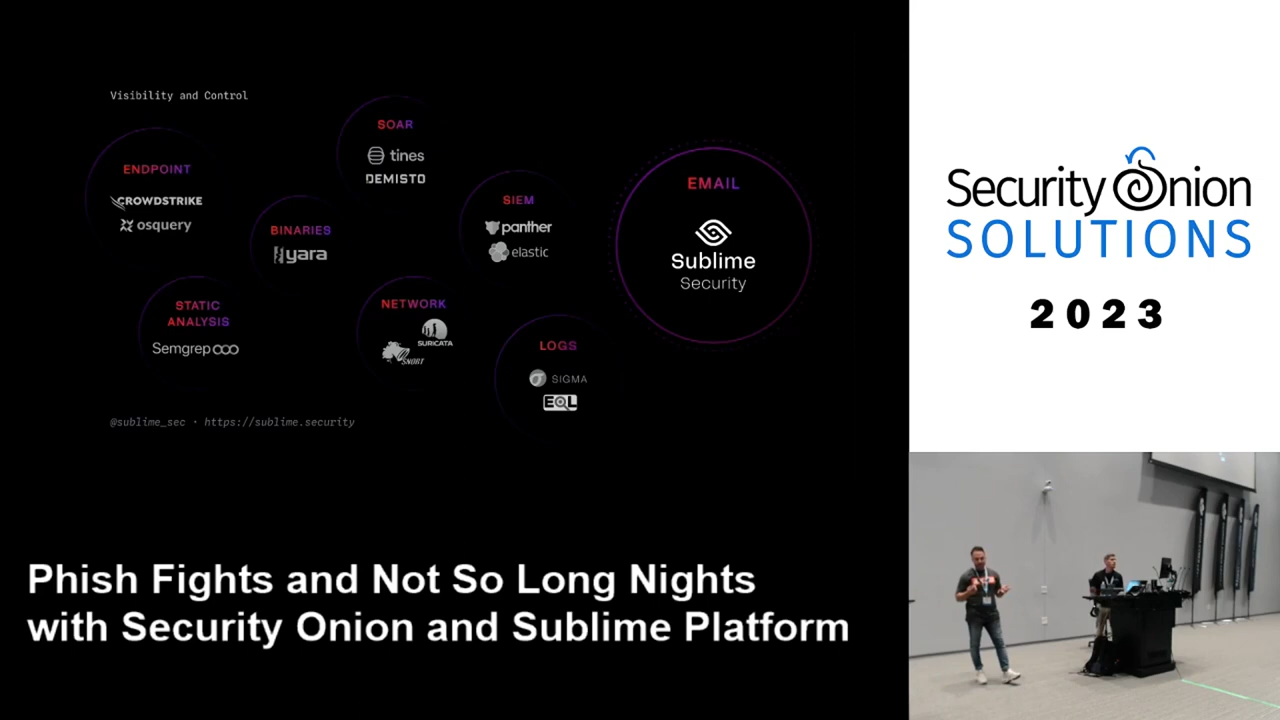 Visibility and Control
ENDPOINT
CROWDSTRIKE
osquery
BINARIES
yara
SOAR
tines
DEMISTO
SIEM
panther
elastic
STATIC
ANALYSIS
Semgrep
NETWORK
SURICATA
SNORT
LOGS
SIGMA
EQL
EMAIL
Sublime
Security
@sublime_sec · https://sublime.security
Phish Fights and Not So Long Nights
with Security Onion and Sublime Platform
Security Onion
SOLUTIONS
2023